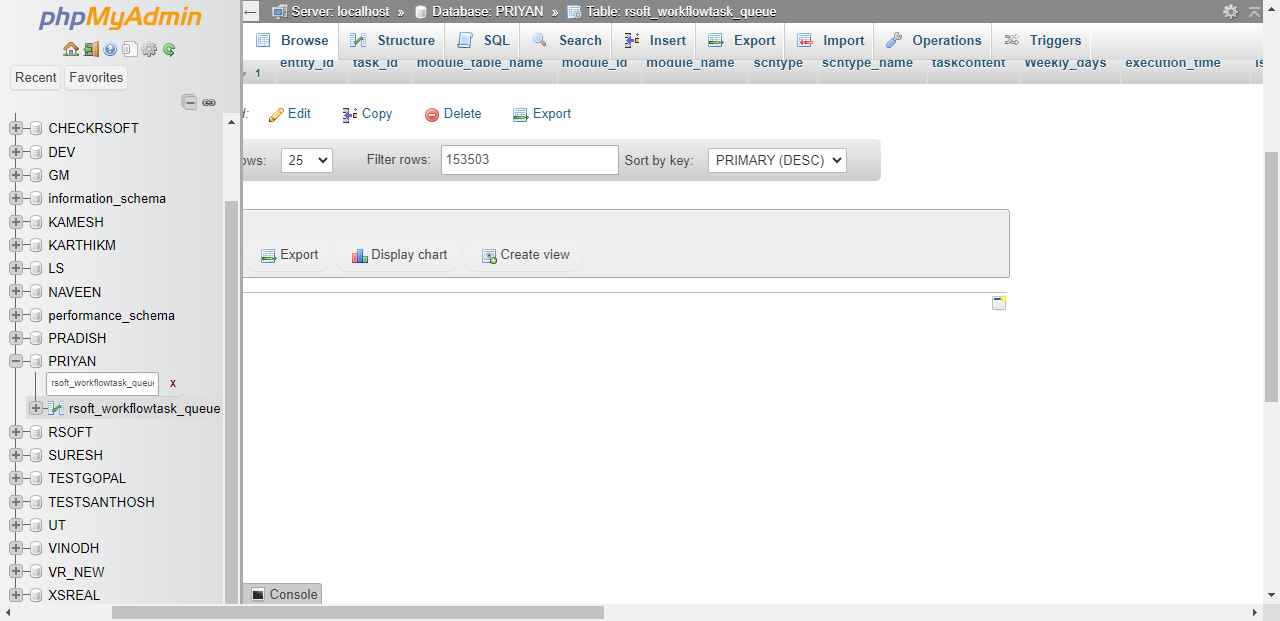 phpMyAdmin
Recent
Favorites
CHECKRSOFT
DEV
GM
information_schema
KAMESH
KARTHIKM
LS
NAVEEN
performance_schema
PRADISH
PRIYAN
rsoft_workflowtask_queu
x
rsoft_workflowtask_queue
RSOFT
SURESH
TESTGOPAL
TESTSANTHOSH
UT
VINODH
VR_NEW
XSREAL
Server: localhost » Database: PRIYAN » Table: rsoft_workflowtask_queue
Browse Structure SQL Search Insert Export Import Operations Triggers
1 entity_id task_id module_table_name module_id module_name schtype schtype_name taskcontent Weekly_days execution_time
Edit Copy Delete Export
25 Filter rows: 153503 Sort by key: PRIMARY (DESC)
Export Display chart Create view
Console